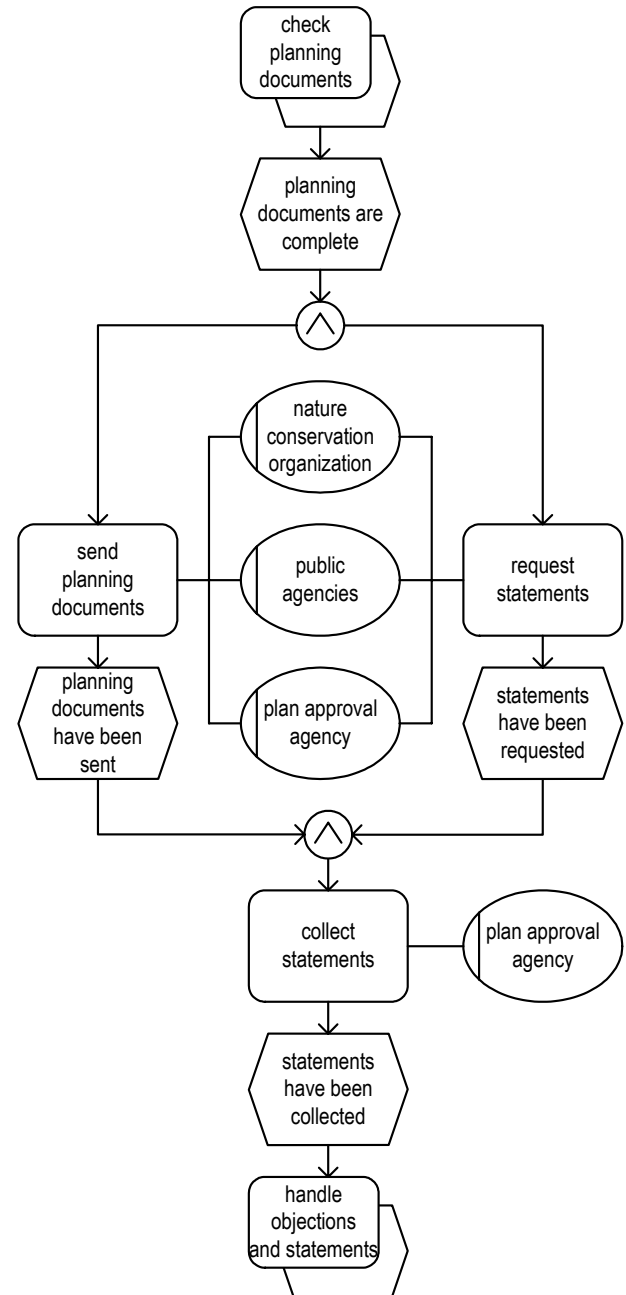 check
planning
documents
planning
documents are
complete
nature
conservation
organization
send
planning
documents
public
agencies
request
statements
planning
documents
have been
sent
plan approval
agency
statements
have been
requested
collect
statements
plan approval
agency
statements
have been
collected
handle
objections
and statements